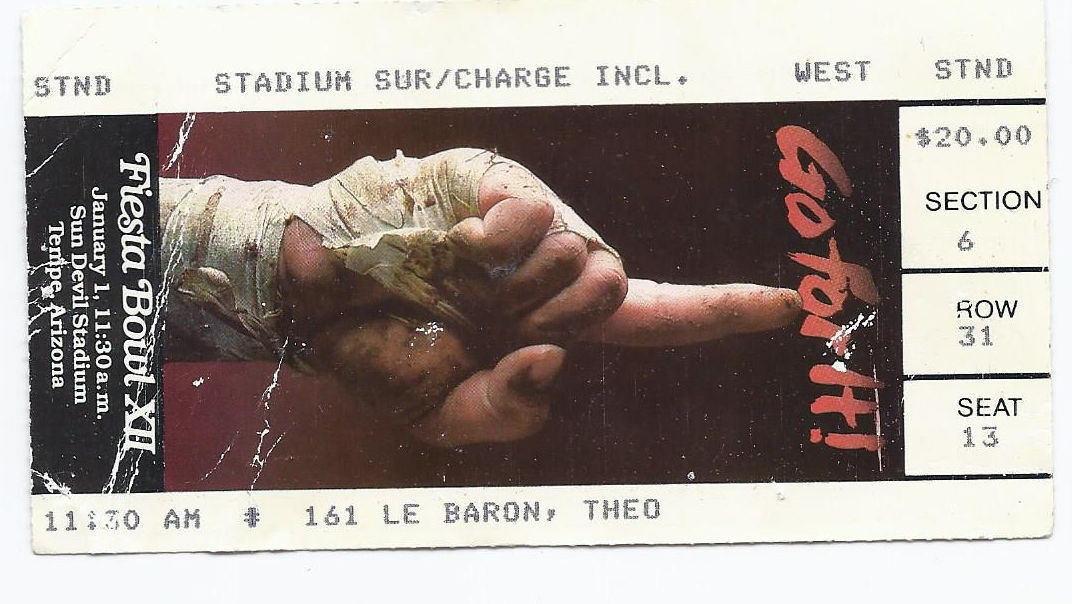 STND STADIUM SUR/CHARGE INCL. WEST STND
Fiesta Bowl XII
January 1, 11:30 a.m.
Sun Devil Stadium
Tempe, Arizona
Go for It!
$20.00
SECTION
6
ROW
31
SEAT
13
11:30 AM # 161 LE BARON, THEO